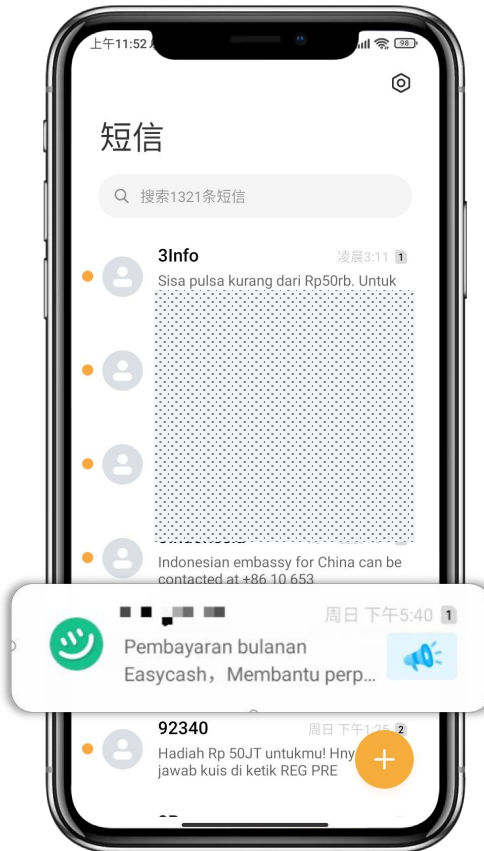 上午11:52
98
短信
搜索1321条短信
3Info
凌晨3:11 1
Sisa pulsa kurang dari Rp50rb. Untuk
Indonesian embassy for China can be
contacted at +86 10 653
周日 下午5:40 1
Pembayaran bulanan
Easycash，Membantu perp...
92340
周日 下午1:25 2
Hadiah Rp 50JT untukmu! Hny
jawab kuis di ketik REG PRE